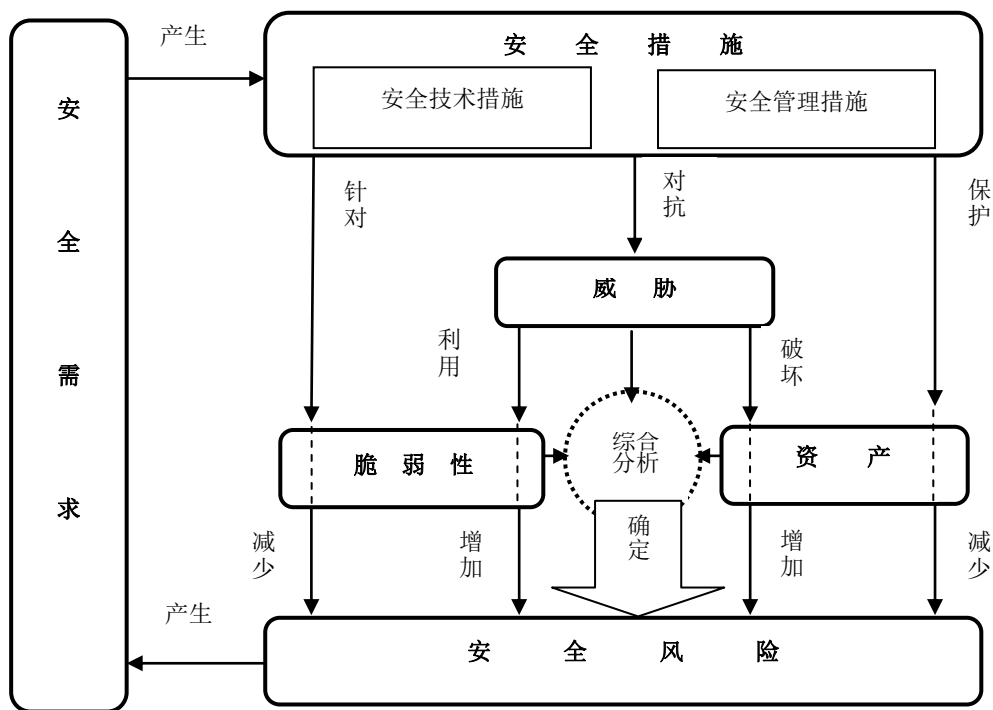 产生
安 全 措 施
安全技术措施
安全管理措施
安
全
需
求
针
对
对
抗
保
护
威 胁
利
用
破
坏
脆 弱 性
综合
分析
资 产
减
少
增
加
确
定
增
加
减
少
产生
安 全 风 险